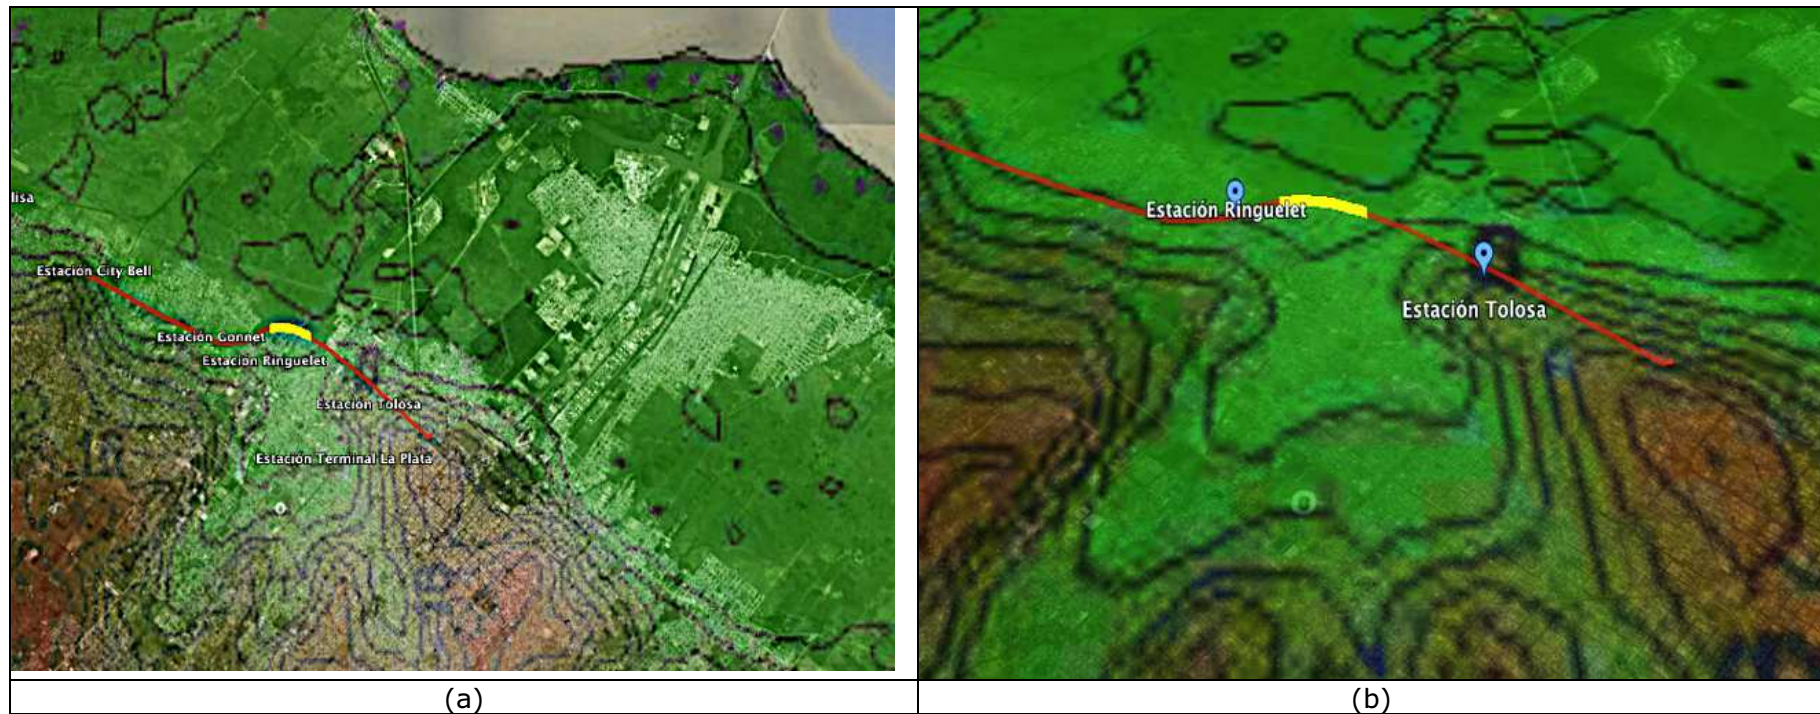 lisa
Estación City Bell
Estación Gonnet
Estación Ringuelet
Estación Tolosa
Estación Terminal La Plata
(a)
Estación Ringuelet
Estación Tolosa
(b)